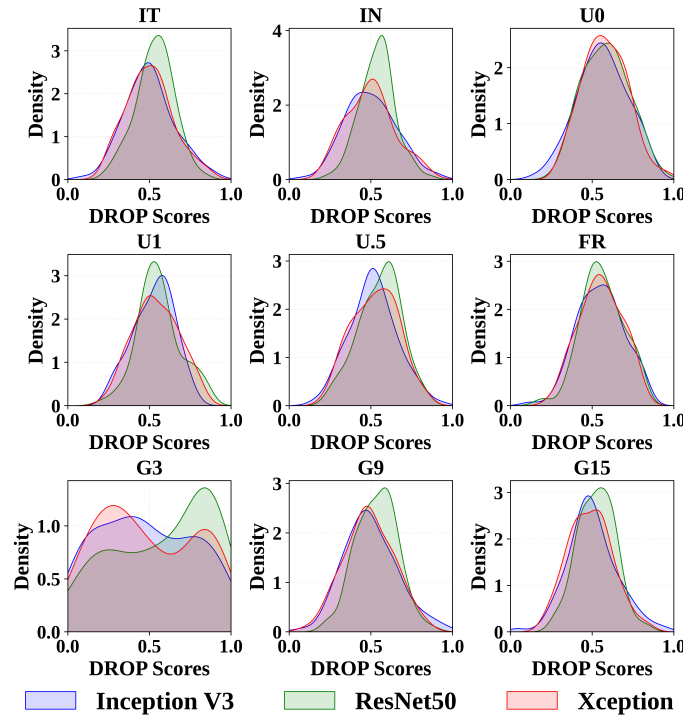 IT IN U0
3 2 1 0
4 2 0
2 1 0
Density Density Density
0.0 0.5 1.0 0.0 0.5 1.0 0.0 0.5 1.0
DROP Scores DROP Scores DROP Scores
U1 U.5 FR
3 2 1 0
3 2 1 0
3 2 1 0
Density Density Density
0.0 0.5 1.0 0.0 0.5 1.0 0.0 0.5 1.0
DROP Scores DROP Scores DROP Scores
G3 G9 G15
1.0 0.5 0.0
3 2 1 0
3 2 1 0
Density Density Density
0.0 0.5 1.0 0.0 0.5 1.0 0.0 0.5 1.0
DROP Scores DROP Scores DROP Scores
Inception V3 ResNet50 Xception